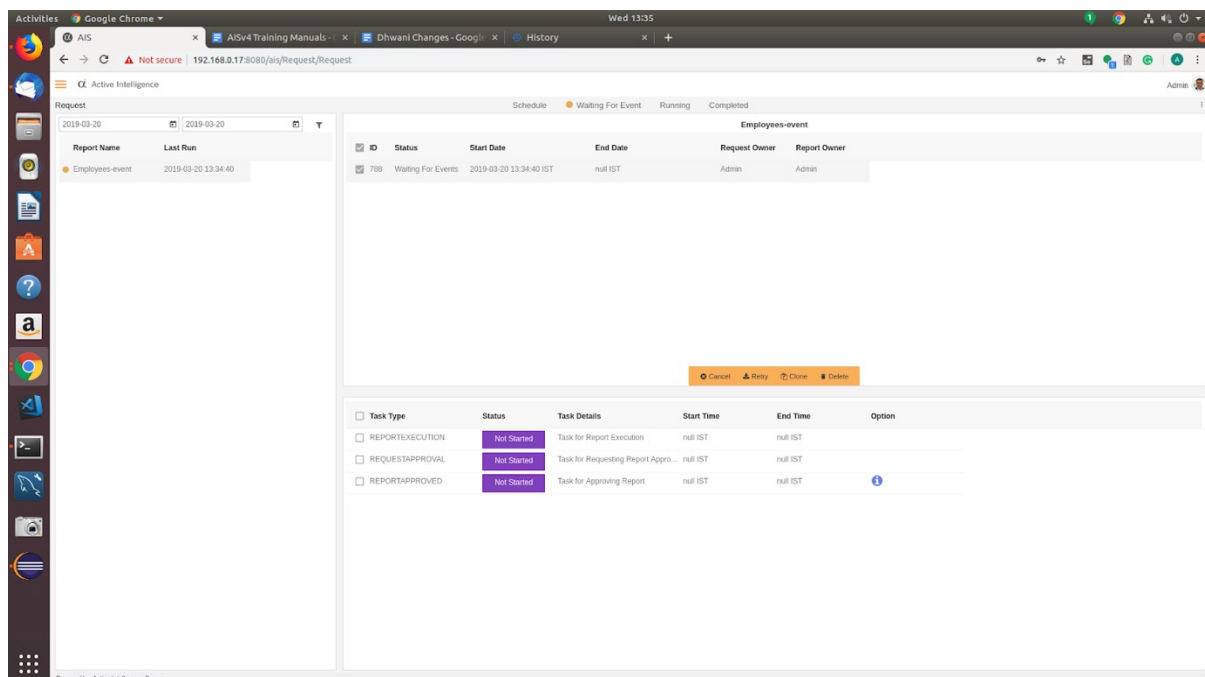 Activities Google Chrome Wed 13:35 1
AIS AISv4 Training Manuals - Dhwani Changes - Google History
Not secure 192.168.0.17:8080/ais/Request/Request
α Active Intelligence Admin
Request Schedule Waiting For Event Running Completed
2019-03-20 2019-03-20 Employees-event
Report Name Last Run ID Status Start Date End Date Request Owner Report Owner
Employees-event 2019-03-20 13:34:40 788 Waiting For Events 2019-03-20 13:34:40 IST null IST Admin Admin
Cancel Retry Clone Delete
Task Type Status Task Details Start Time End Time Option
REPORTEXECUTION Not Started Task for Report Execution null IST null IST
REQUESTAPPROVAL Not Started Task for Requesting Report Appro... null IST null IST
REPORTAPPROVED Not Started Task for Approving Report null IST null IST